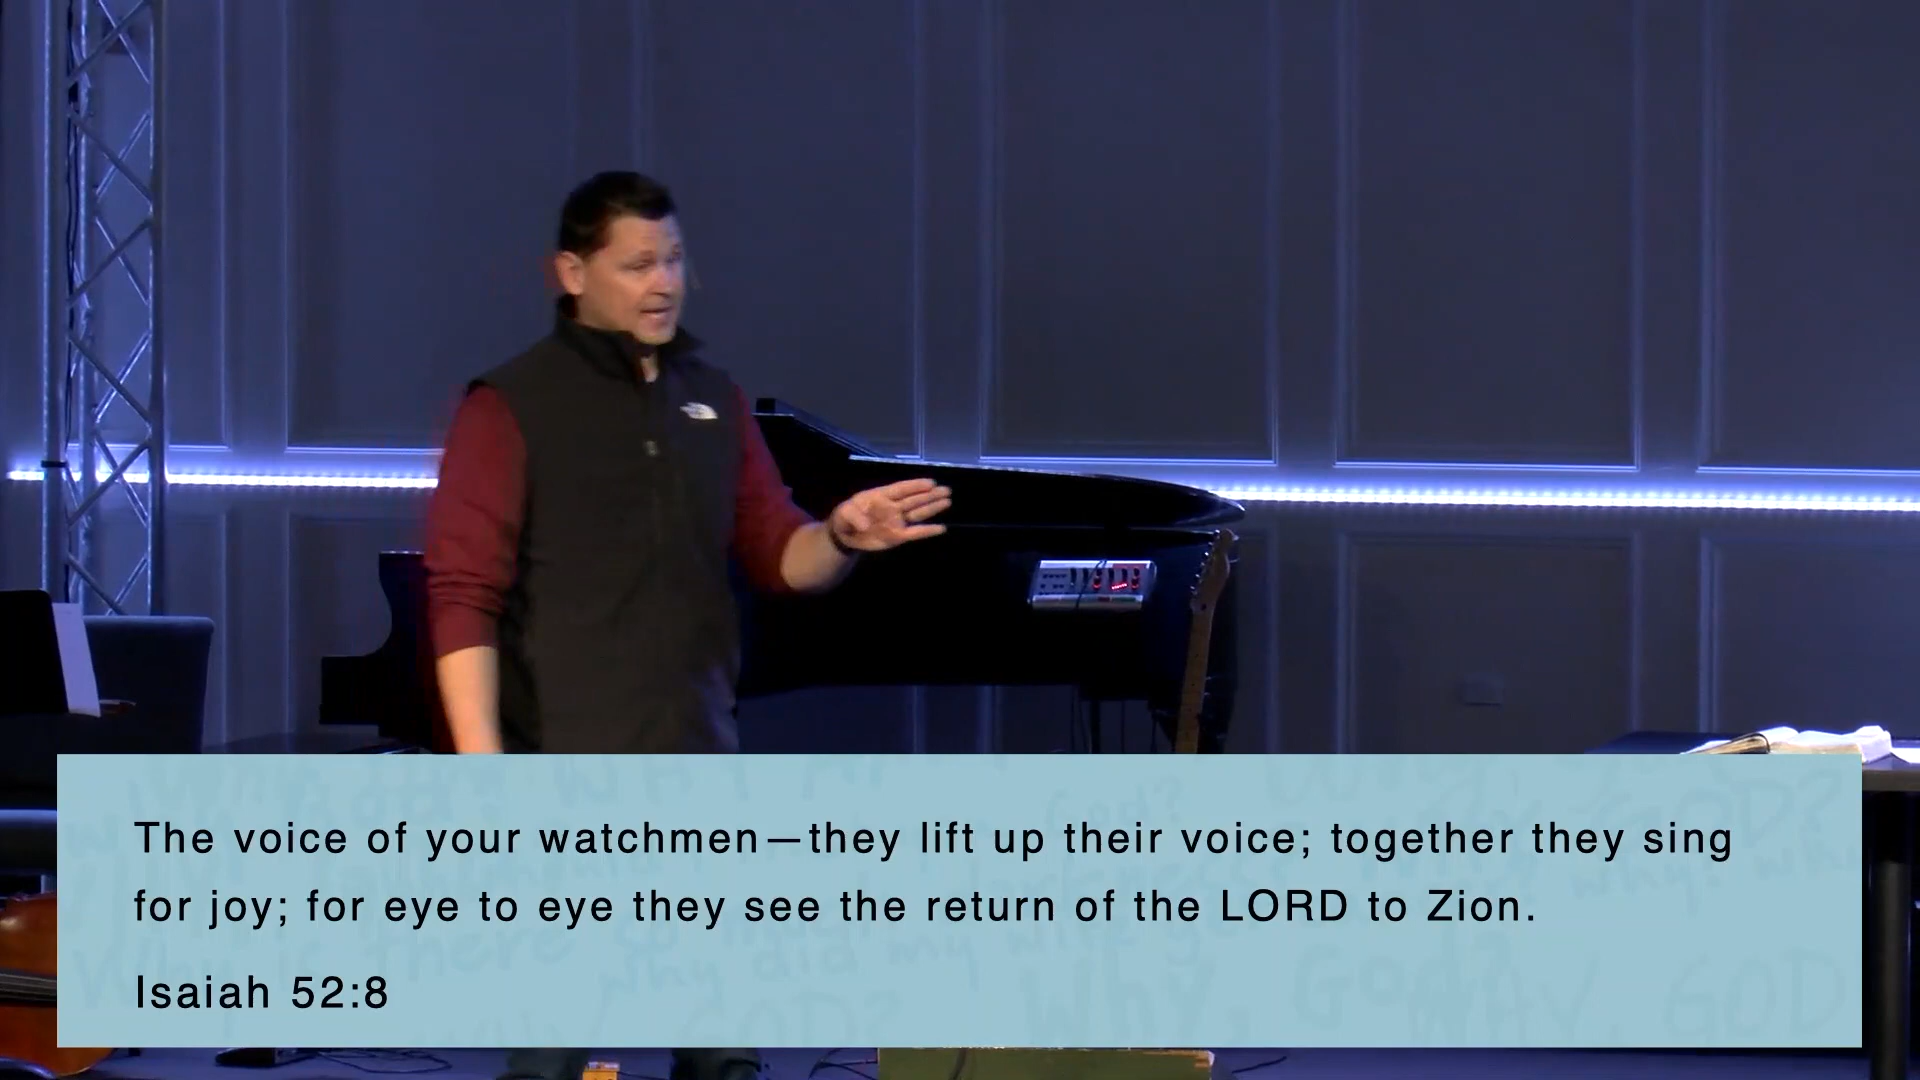 The voice of your watchmen—they lift up their voice; together they sing
for joy; for eye to eye they see the return of the LORD to Zion.
Isaiah 52:8